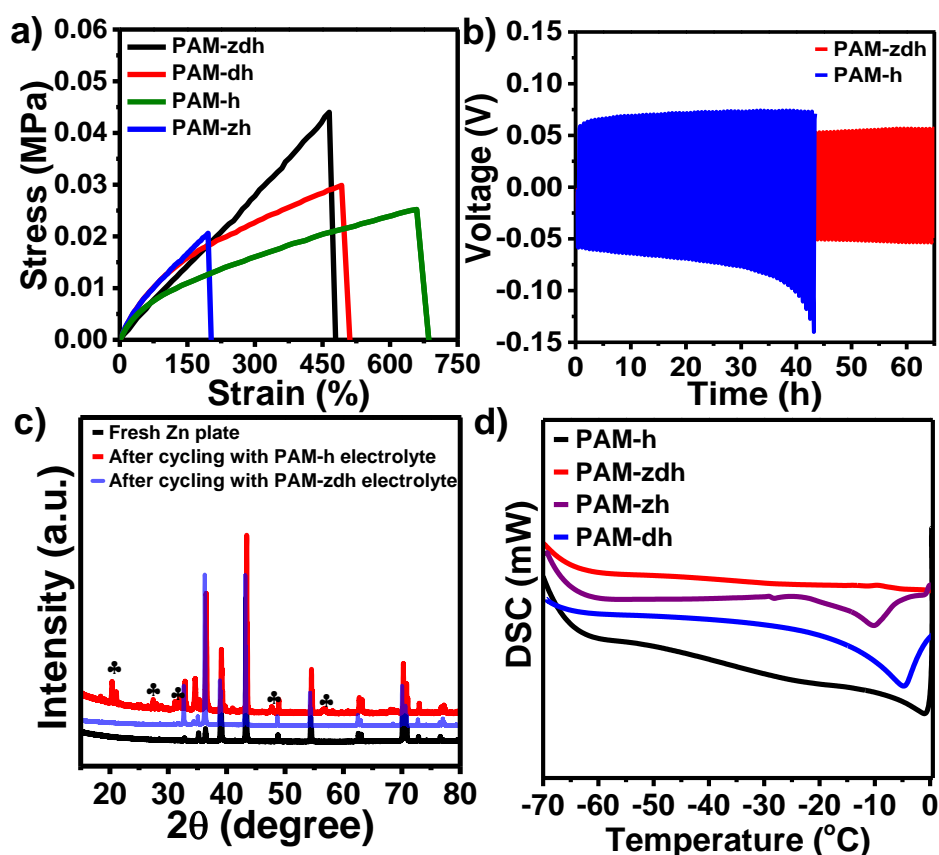 a)
PAM-zdh
PAM-dh
PAM-h
PAM-zh
0.06
0.05
0.04
0.03
0.02
0.01
0.00
Stress (MPa)
0 150 300 450 600 750
Strain (%)
b)
PAM-zdh
PAM-h
0.15
0.10
0.05
0.00
-0.05
-0.10
-0.15
Voltage (V)
0 10 20 30 40 50 60
Time (h)
c)
Fresh Zn plate
After cycling with PAM-h electrolyte
After cycling with PAM-zdh electrolyte
Intensity (a.u.)
♣ ♣ ♣ ♣ ♣
20 30 40 50 60 70 80
2θ (degree)
d)
PAM-h
PAM-zdh
PAM-zh
PAM-dh
DSC (mW)
-70 -60 -50 -40 -30 -20 -10 0
Temperature (°C)